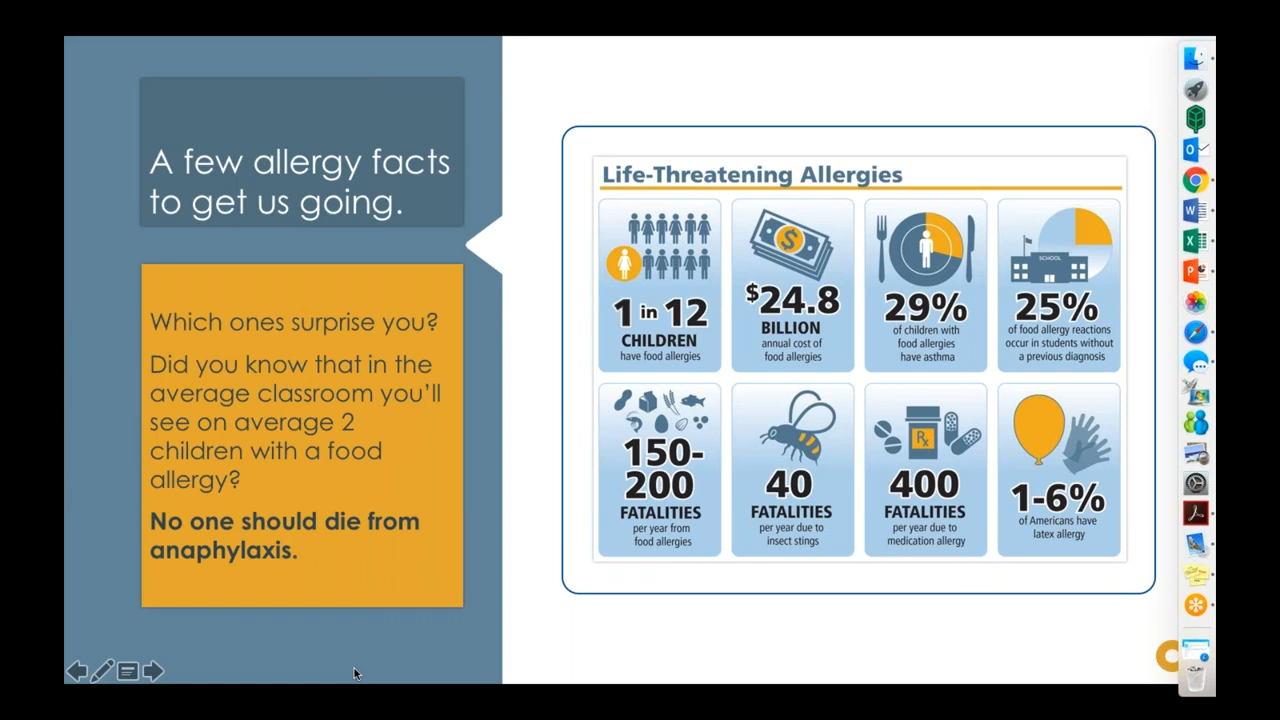 A few allergy facts
to get us going.
Which ones surprise you?
Did you know that in the
average classroom you'll
see on average 2
children with a food
allergy?
No one should die from
anaphylaxis.
Life-Threatening Allergies
1 in 12
CHILDREN
have food allergies
$24.8
BILLION
annual cost of
food allergies
29%
of children with
food allergies
have asthma
SCHOOL
25%
of food allergy reactions
occur in students without
a previous diagnosis
150-
200
FATALITIES
per year from
food allergies
40
FATALITIES
per year due to
insect stings
Rx
400
FATALITIES
per year due to
medication allergy
1-6%
of Americans have
latex allergy